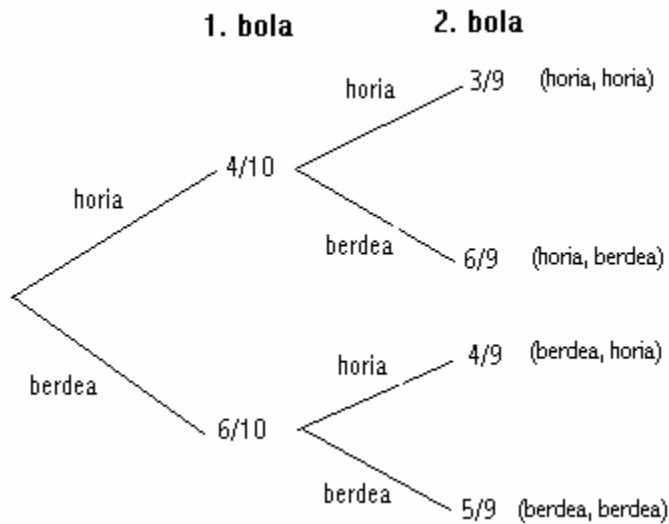 1. bola 2. bola
horia 3/9 (horia, horia)
4/10
horia
berdea 6/9 (horia, berdea)
horia 4/9 (berdea, horia)
berdea
6/10
berdea 5/9 (berdea, berdea)